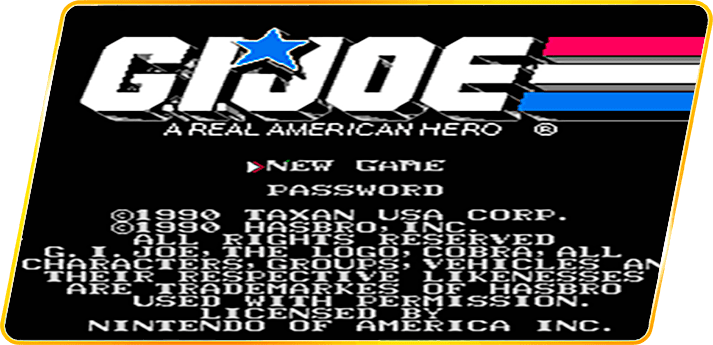 G.I.JOE
A REAL AMERICAN HERO ®
NEW GAME
PASSWORD
©1990 TAXAN USA CORP.
©1990 HASBRO, INC.
ALL RIGHTS RESERVED
G. I. JOE, THE LOGO, COBRA, ALL
CHARACTERS, GROUPS, VEHICLES AN
THEIR RESPECTIVE LIKENESSES
ARE TRADEMARKES OF HASBRO
USED WITH PERMISSION.
LICENSED BY
NINTENDO OF AMERICA INC.